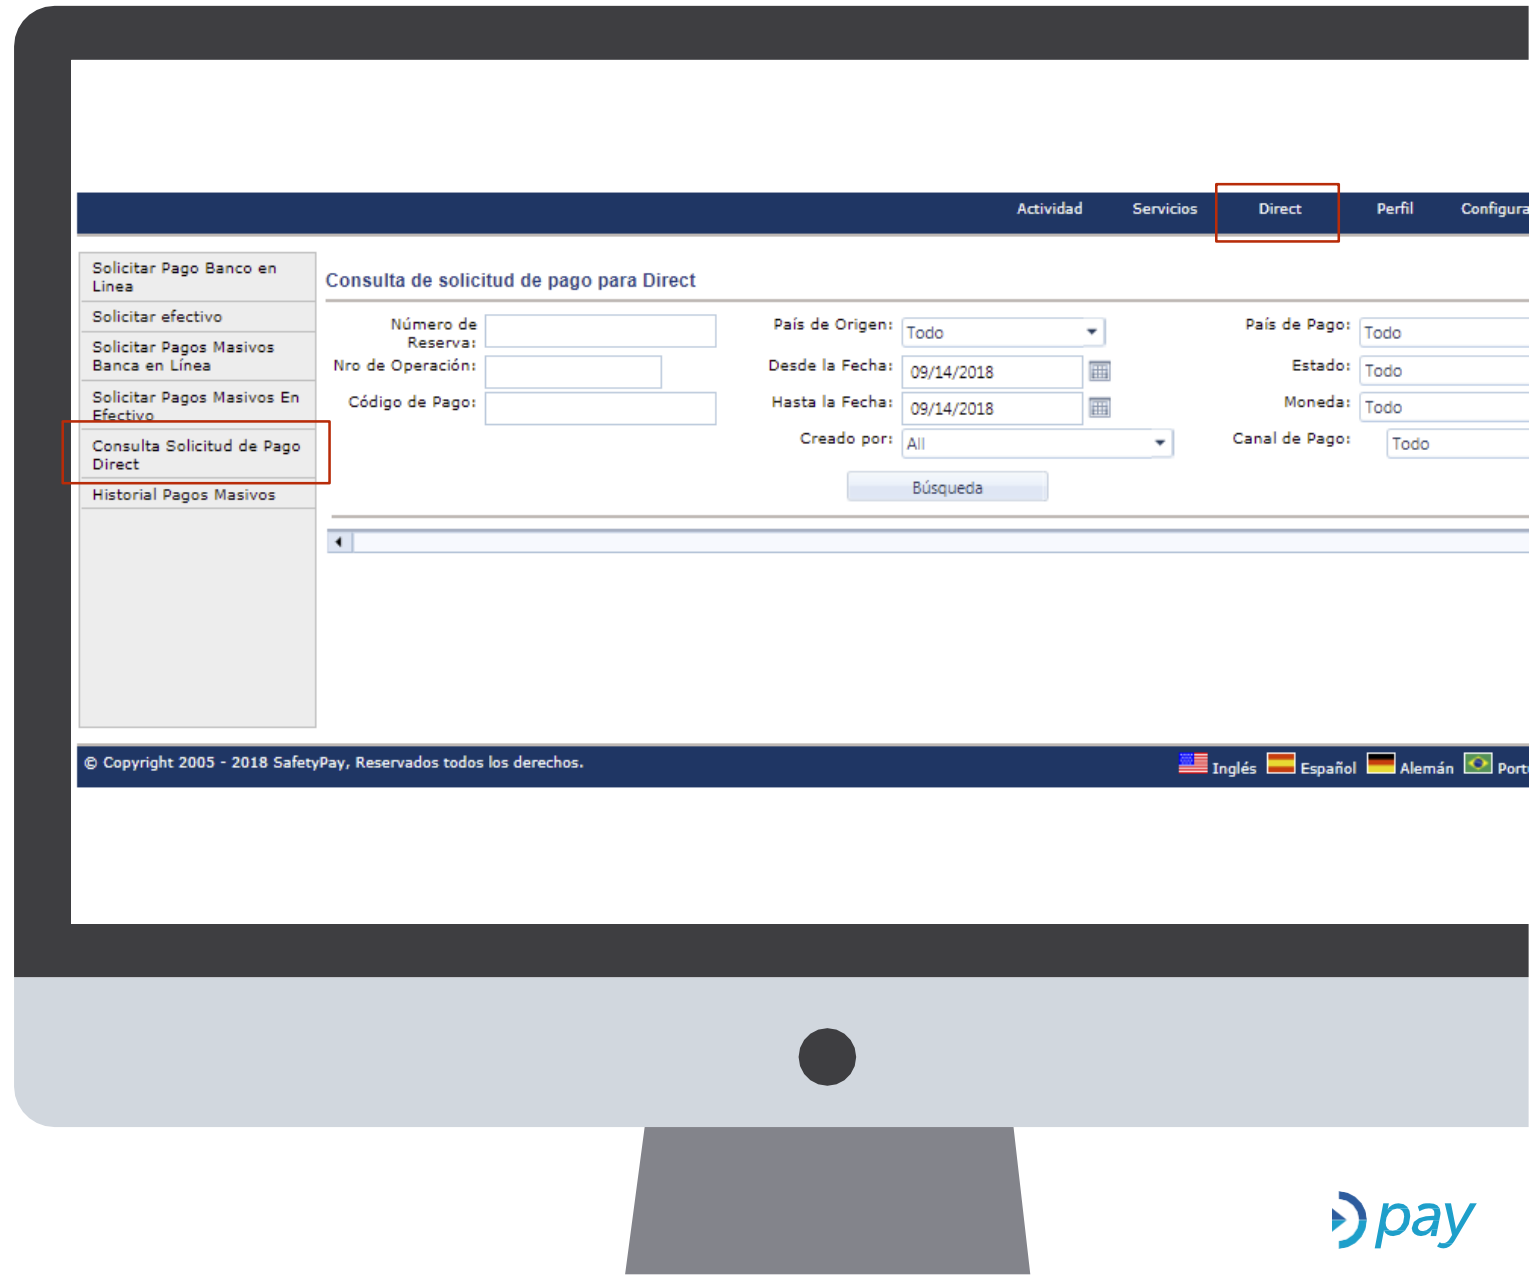 Actividad Servicios Direct Perfil Configura
Solicitar Pago Banco en
Linea
Solicitar efectivo
Solicitar Pagos Masivos
Banca en Línea
Solicitar Pagos Masivos En
Efectivo
Consulta Solicitud de Pago
Direct
Historial Pagos Masivos
Consulta de solicitud de pago para Direct
Número de
Reserva:
País de Origen: Todo
País de Pago: Todo
Nro de Operación:
Desde la Fecha: 09/14/2018
Estado: Todo
Código de Pago:
Hasta la Fecha: 09/14/2018
Moneda: Todo
Creado por: All
Canal de Pago: Todo
Búsqueda
© Copyright 2005 - 2018 SafetyPay, Reservados todos los derechos.
Inglés Español Alemán Port
pay